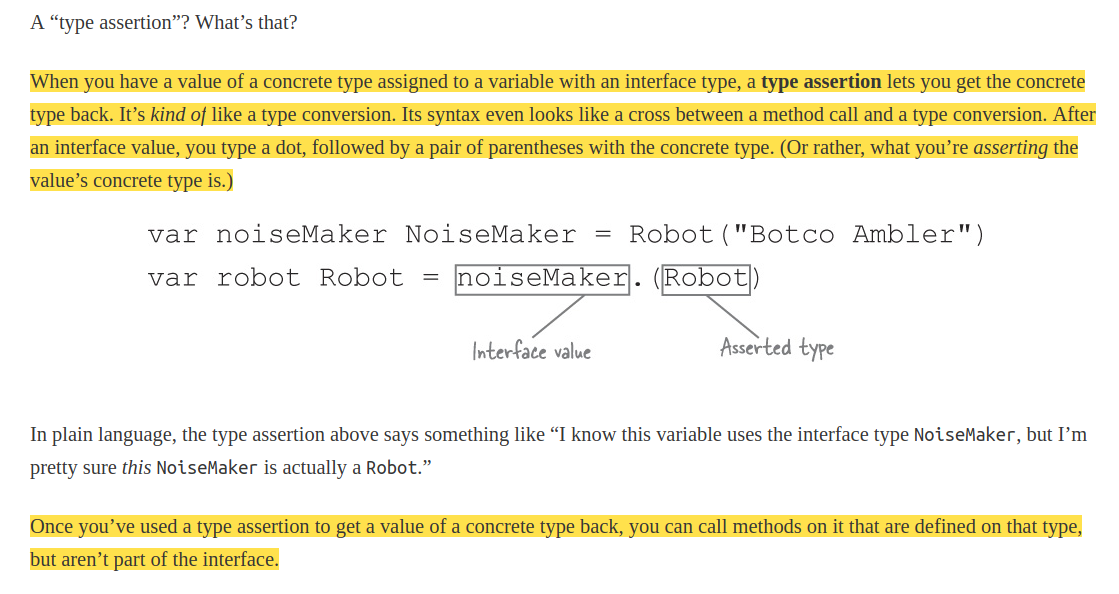 A “type assertion”? What’s that?
When you have a value of a concrete type assigned to a variable with an interface type, a type assertion lets you get the concrete
type back. It’s kind of like a type conversion. Its syntax even looks like a cross between a method call and a type conversion. After
an interface value, you type a dot, followed by a pair of parentheses with the concrete type. (Or rather, what you’re asserting the
value’s concrete type is.)
var noiseMaker NoiseMaker = Robot("Botco Ambler")
var robot Robot = noiseMaker.(Robot)
Interface value
Asserted type
In plain language, the type assertion above says something like “I know this variable uses the interface type NoiseMaker, but I’m
pretty sure this NoiseMaker is actually a Robot.”
Once you’ve used a type assertion to get a value of a concrete type back, you can call methods on it that are defined on that type,
but aren’t part of the interface.